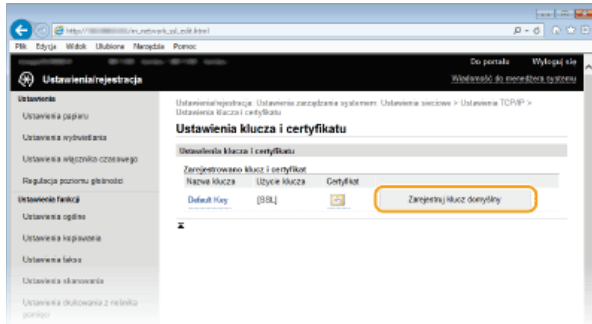 http://
/m_network_ssl_edit.html
Plik Edycja Widok Ulubione Narzędzia Pomoc
Do portalu Wyloguj się
Ustawienia/rejestracja
Wiadomość do menedżera systemu
Ustawienia
Ustawienia papieru
Ustawienia wyświetlania
Ustawienia włącznika czasowego
Regulacja poziomu głośności
Ustawienia funkcji
Ustawienia ogólne
Ustawienia kopiowania
Ustawienia faksu
Ustawienia skanowania
Ustawienia drukowania z nośnika
pamięci
Ustawienia/rejestracja: Ustawienia zarządzania systemem: Ustawienia sieciowe > Ustawienia TCP/IP >
Ustawienia klucza i certyfikatu
Ustawienia klucza i certyfikatu
Ustawienia klucza i certyfikatu
Zarejestrowano klucz i certyfikat
Nazwa klucza Użycie klucza Certyfikat
Default Key [SSL] Zarejestruj klucz domyślny